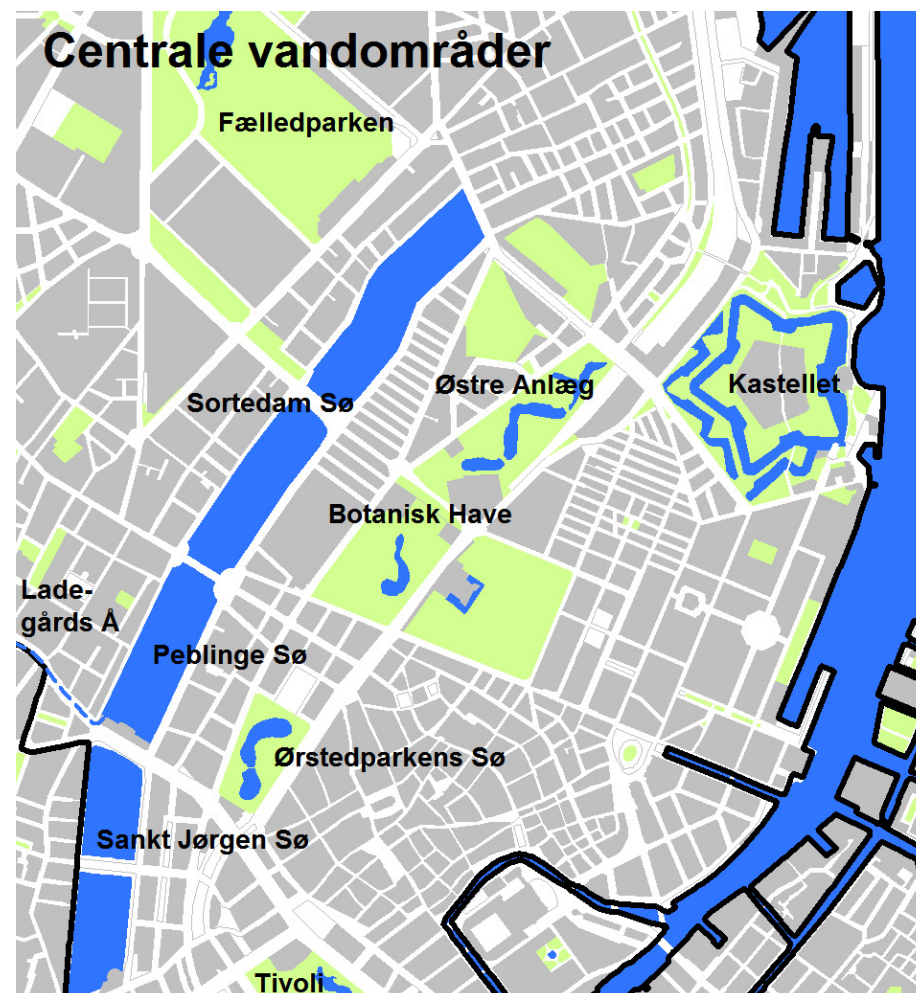 Centrale vandområder
Fælledparken
Østre Anlæg
Kastellet
Sortedam Sø
Botanisk Have
Lade-
gårds Å
Peblinge Sø
Ørstedparkens Sø
Sankt Jørgen Sø
Tivoli